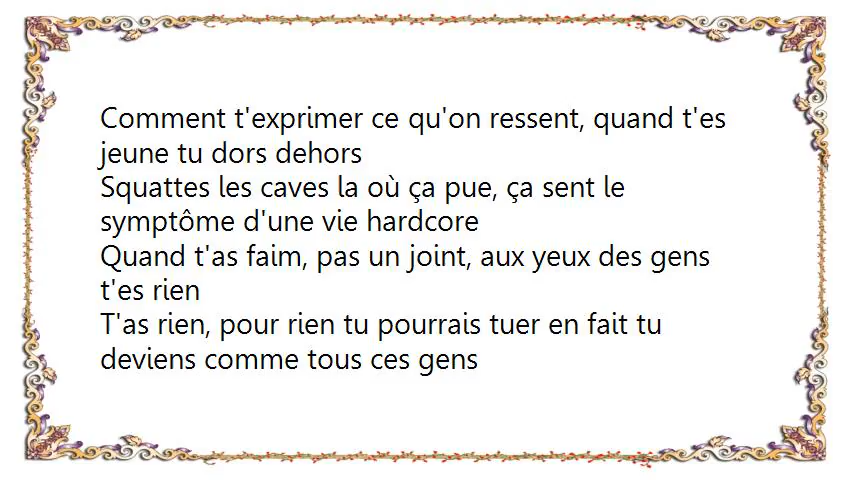 Comment t'exprimer ce qu'on ressent, quand t'es
jeune tu dors dehors
Squattes les caves la où ça pue, ça sent le
symptôme d'une vie hardcore
Quand t'as faim, pas un joint, aux yeux des gens
t'es rien
T'as rien, pour rien tu pourrais tuer en fait tu
deviens comme tous ces gens